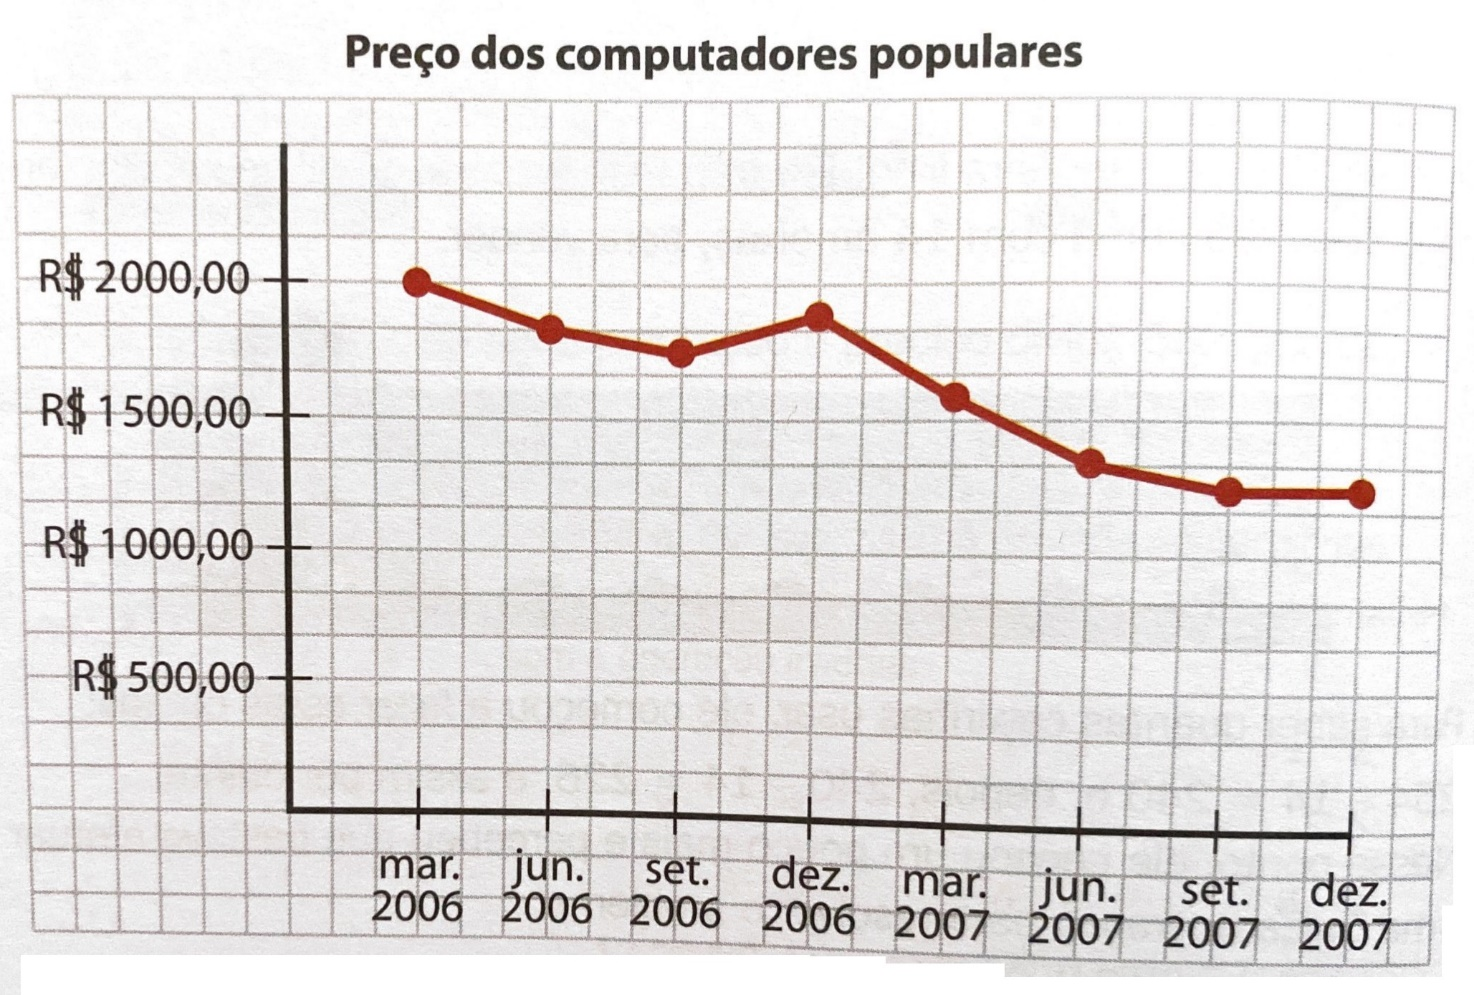 Preço dos computadores populares
R$ 2000,00
R$ 1500,00
R$ 1000,00
R$ 500,00
mar. 2006
jun. 2006
set. 2006
dez. 2006
mar. 2007
jun. 2007
set. 2007
dez. 2007